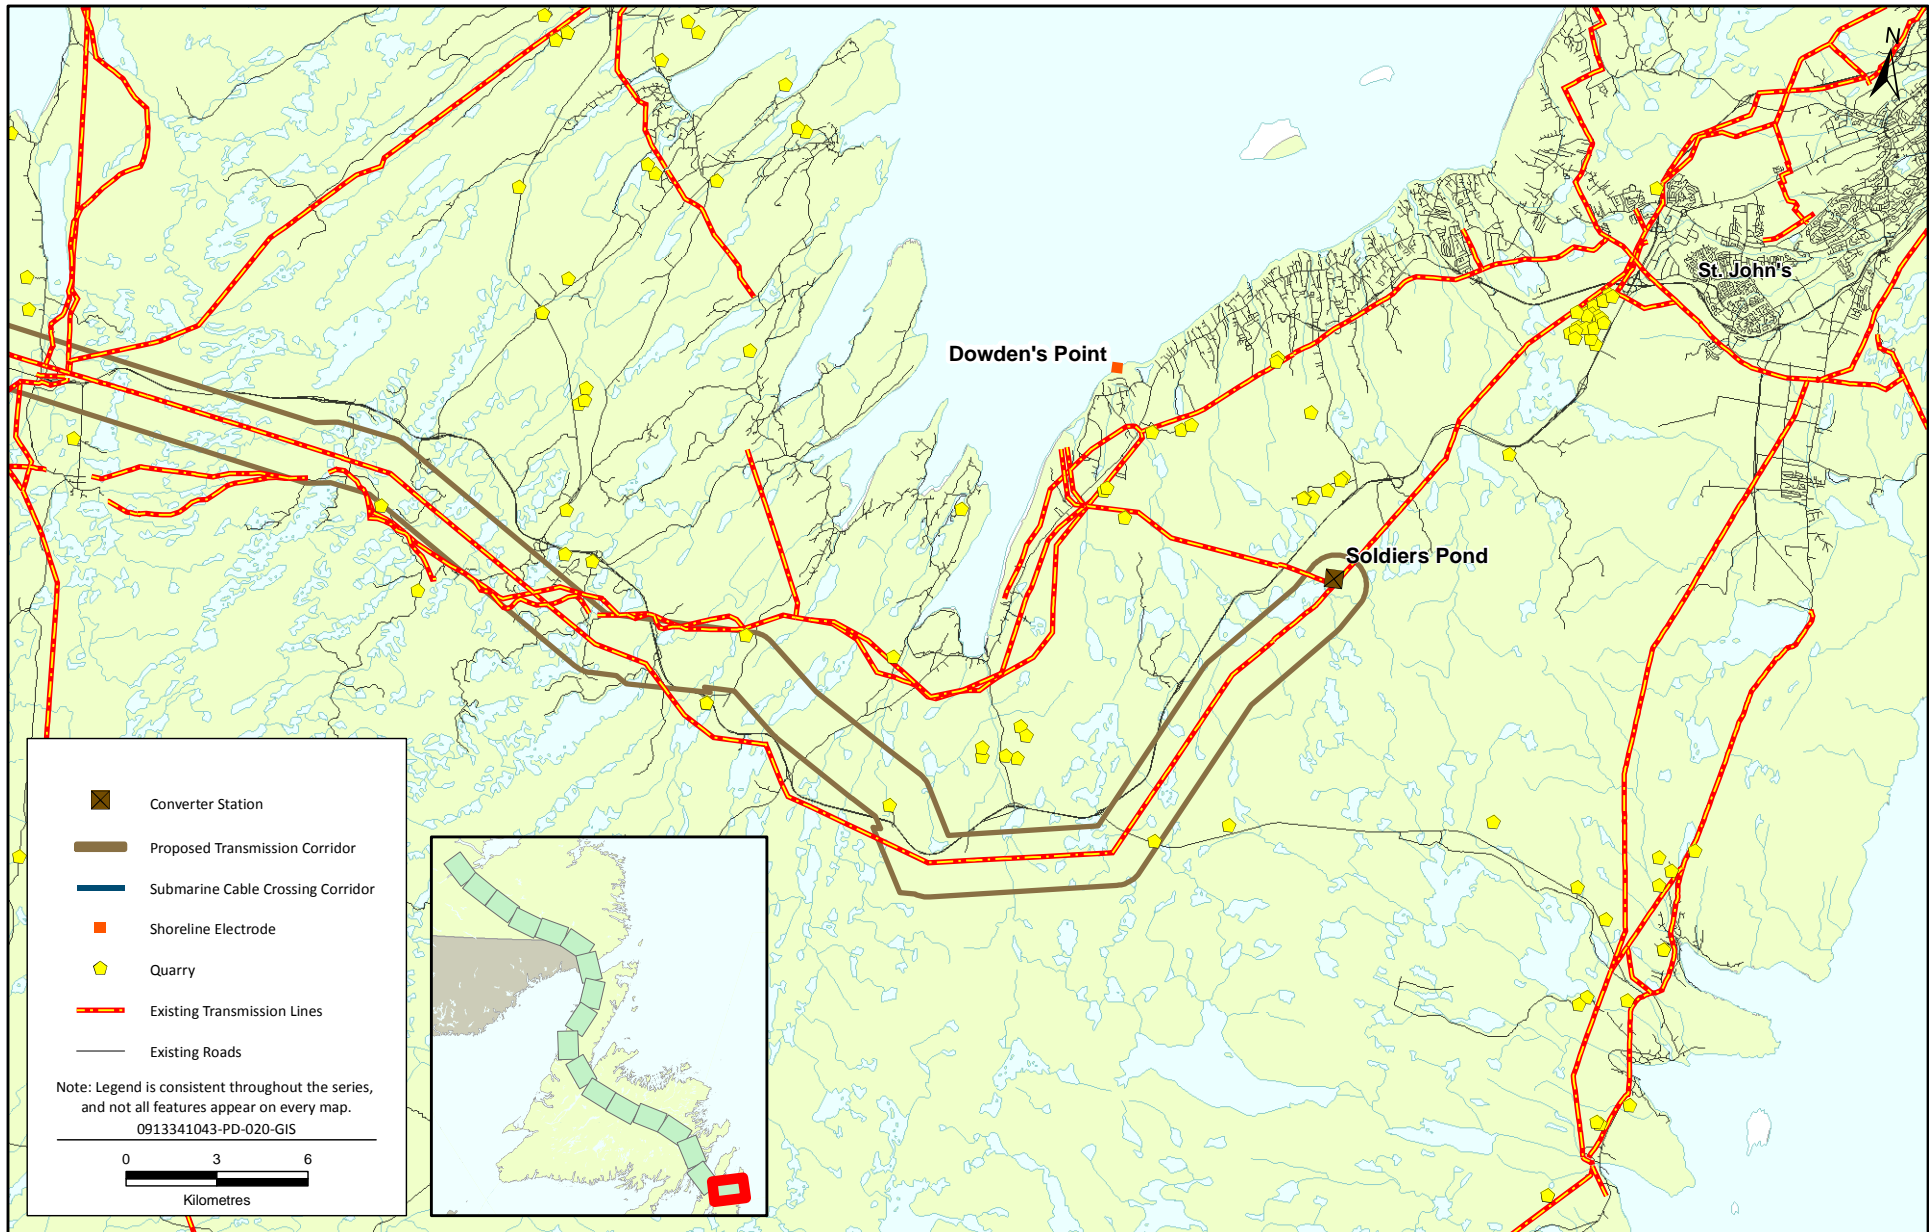 N
St. John's
Dowden's Point
Soldiers Pond
Converter Station
Proposed Transmission Corridor
Submarine Cable Crossing Corridor
Shoreline Electrode
Quarry
Existing Transmission Lines
Existing Roads
Note: Legend is consistent throughout the series,
and not all features appear on every map.
0913341043-PD-020-GIS
0 3 6
Kilometres